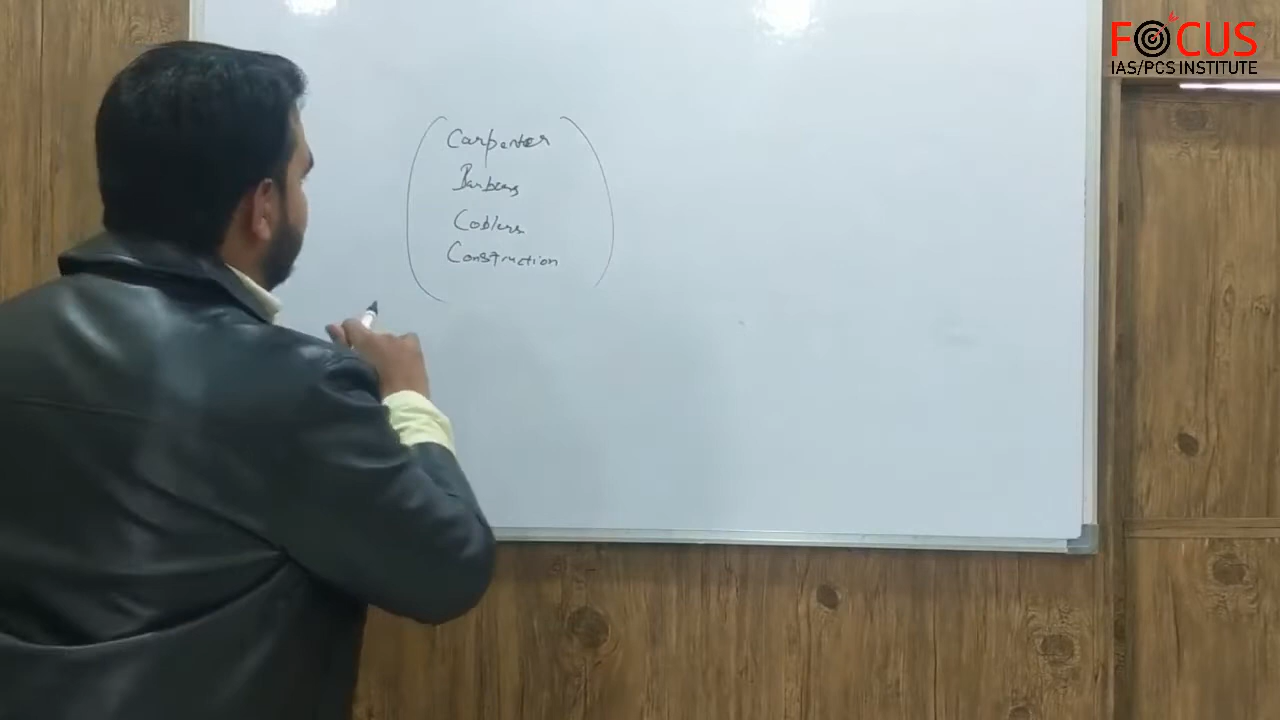 FOCUS
IAS/PCS INSTITUTE
Carpenter
Barbers
Coblers
Construction